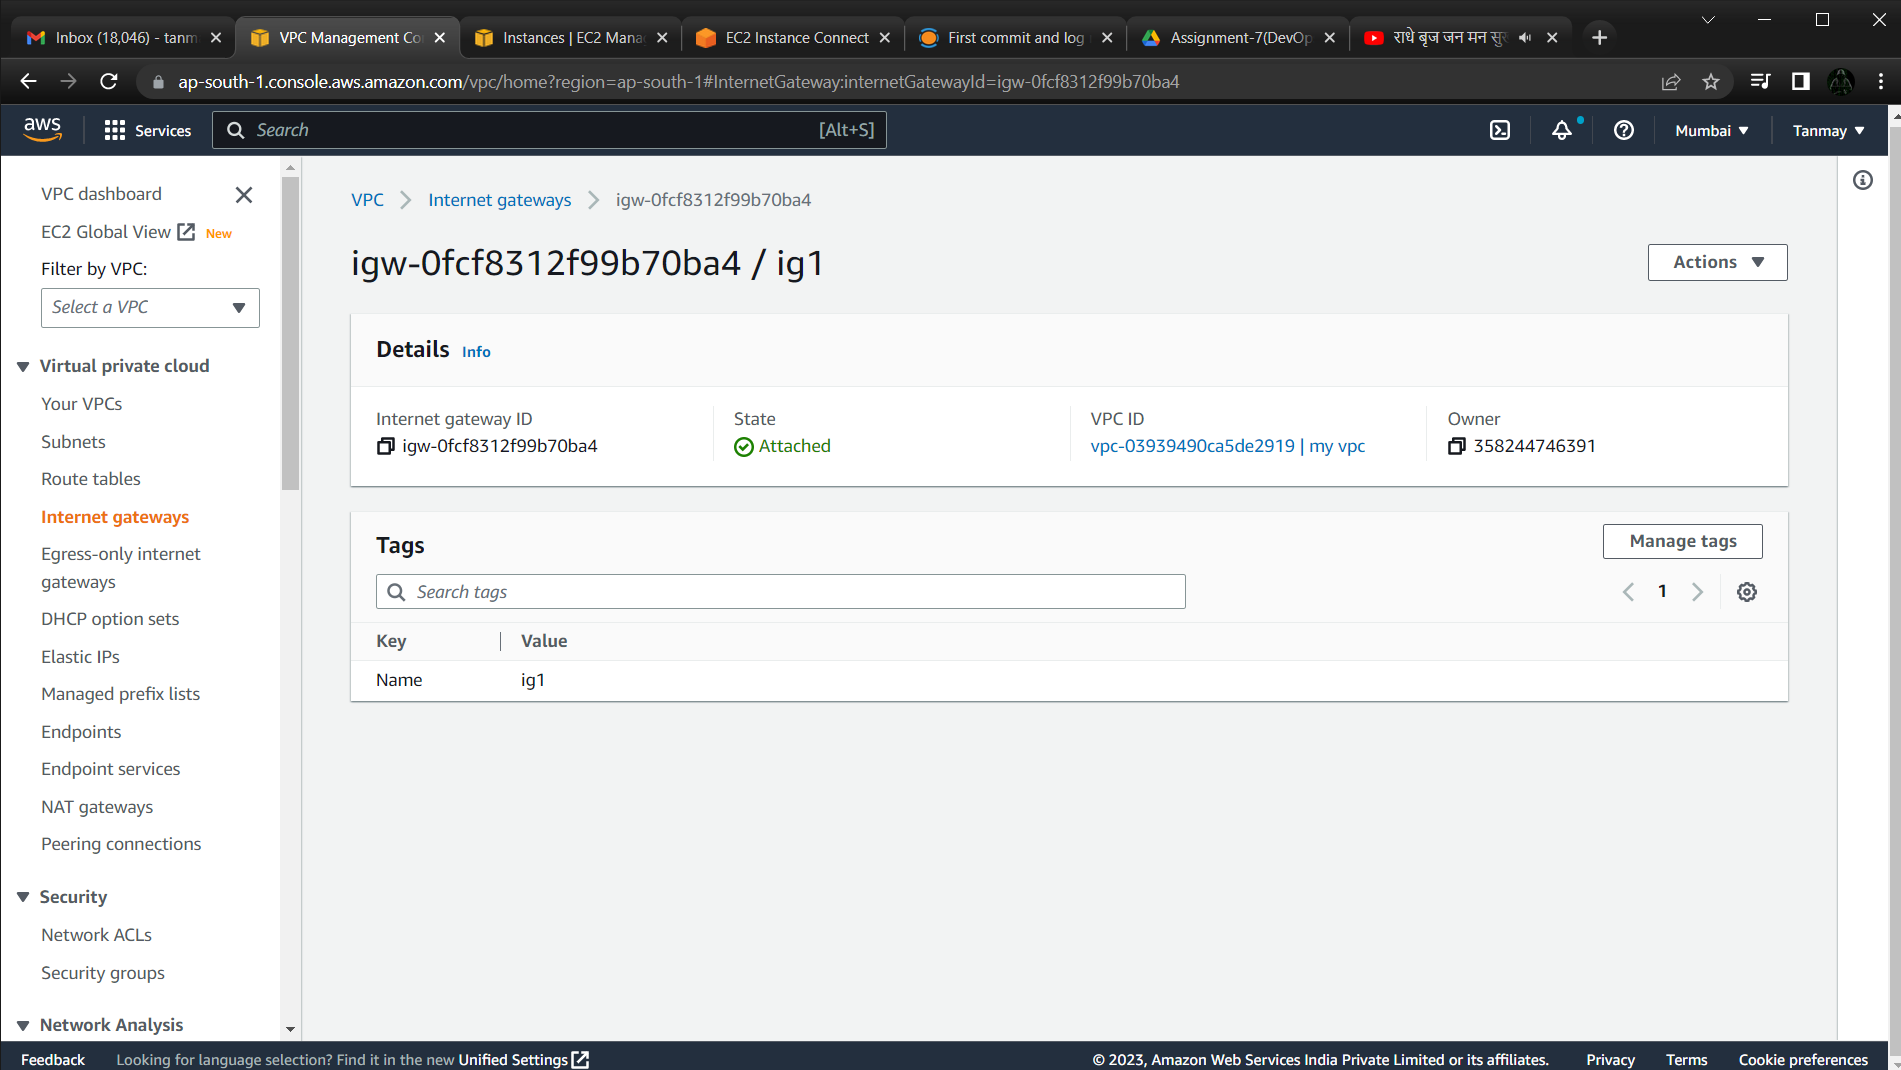 Inbox (18,046) - tanm
VPC Management Co
Instances | EC2 Mana
EC2 Instance Connect
First commit and log
Assignment-7(DevOp
राधे बृज जन मन सु
ap-south-1.console.aws.amazon.com/vpc/home?region=ap-south-1#InternetGateway:internetGatewayId=igw-0fcf8312f99b70ba4
aws
Services
Search
[Alt+S]
Mumbai
Tanmay
VPC dashboard
EC2 Global View New
Filter by VPC:
Select a VPC
Virtual private cloud
Your VPCs
Subnets
Route tables
Internet gateways
Egress-only internet
gateways
DHCP option sets
Elastic IPs
Managed prefix lists
Endpoints
Endpoint services
NAT gateways
Peering connections
Security
Network ACLs
Security groups
Network Analysis
VPC
Internet gateways
igw-0fcf8312f99b70ba4
igw-0fcf8312f99b70ba4 / ig1
Actions
Details Info
Internet gateway ID
igw-0fcf8312f99b70ba4
State
Attached
VPC ID
vpc-03939490ca5de2919 | my vpc
Owner
358244746391
Tags
Manage tags
Search tags
1
Key
Value
Name
ig1
Feedback
Looking for language selection? Find it in the new Unified Settings
© 2023, Amazon Web Services India Private Limited or its affiliates.
Privacy
Terms
Cookie preferences